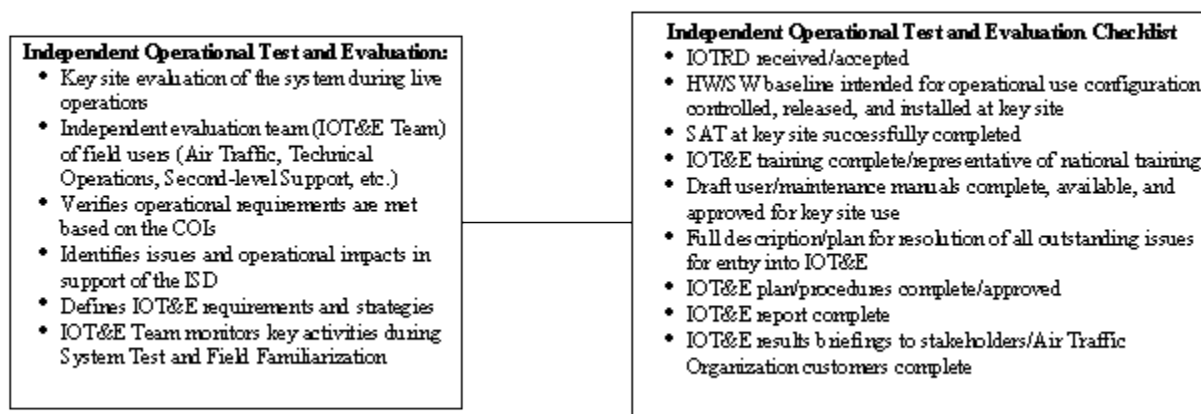 Independent Operational Test and Evaluation:
• Key site evaluation of the system during live
operations
• Independent evaluation team (IOT&E Team)
of field users (Air Traffic, Technical
Operations, Second-level Support, etc.)
• Verifies operational requirements are met
based on the COIs
• Identifies issues and operational impacts in
support of the ISD
• Defines IOT&E requirements and strategies
• IOT&E Team monitors key activities during
System Test and Field Familiarization
Independent Operational Test and Evaluation Checklist
• IOTRD received/accepted
• HW/SW baseline intended for operational use configuration
controlled, released, and installed at key site
• SAT at key site successfully completed
• IOT&E training complete/representative of national training
• Draft user/maintenance manuals complete, available, and
approved for key site use
• Full description/plan for resolution of all outstanding issues
for entry into IOT&E
• IOT&E plan/procedures complete/approved
• IOT&E report complete
• IOT&E results briefings to stakeholders/Air Traffic
Organization customers complete